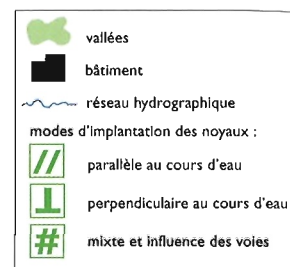 vallées
bâtiment
réseau hydrographique
modes d'implantation des noyaux :
parallèle au cours d'eau
perpendiculaire au cours d'eau
mixte et influence des voies